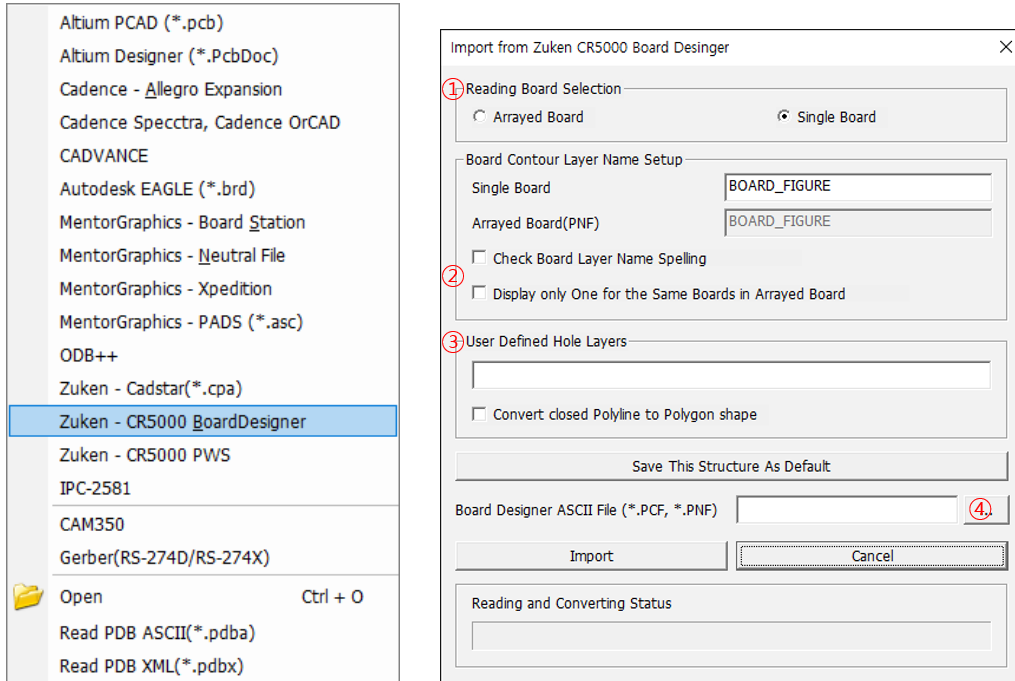 Altium PCAD (*.pcb)
Altium Designer (*.PcbDoc)
Cadence - Allegro Expansion
Cadence Specctra, Cadence OrCAD
CADVANCE
Autodesk EAGLE (*.brd)
MentorGraphics - Board Station
MentorGraphics - Neutral File
MentorGraphics - Xpedition
MentorGraphics - PADS (*.asc)
ODB++
Zuken - Cadstar(*.cpa)
Zuken - CR5000 BoardDesigner
Zuken - CR5000 PWS
IPC-2581
CAM350
Gerber(RS-274D/RS-274X)
Open Ctrl + O
Read PDB ASCII(*.pdba)
Read PDB XML(*.pdbx)
Import from Zuken CR5000 Board Desinger
① Reading Board Selection
Arrayed Board Single Board
Board Contour Layer Name Setup
Single Board BOARD_FIGURE
Arrayed Board(PNF) BOARD_FIGURE
Check Board Layer Name Spelling
②
Display only One for the Same Boards in Arrayed Board
③ User Defined Hole Layers
Convert closed Polyline to Polygon shape
Save This Structure As Default
Board Designer ASCII File (*.PCF, *.PNF) ④
Import Cancel
Reading and Converting Status